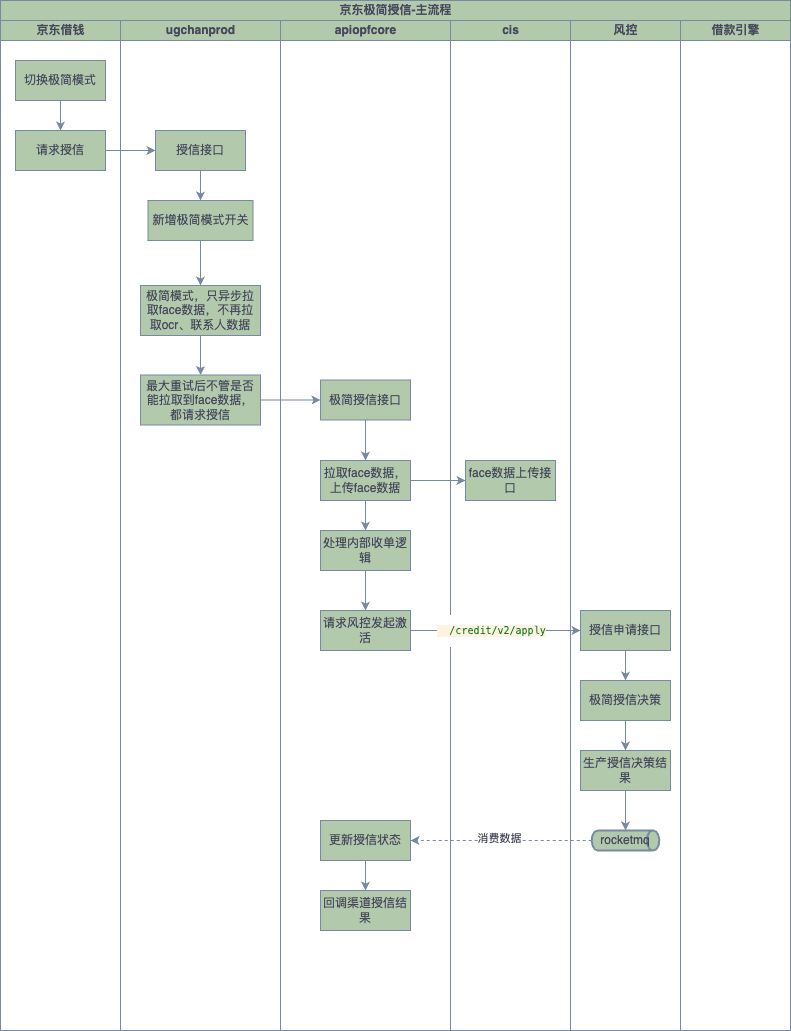 京东极简授信-主流程
京东借钱
ugchanprod
apiopfcore
cis
风控
借款引擎
切换极简模式
请求授信
授信接口
新增极简模式开关
极简模式，只异步拉
取face数据，不再拉
取ocr、联系人数据
最大重试后不管是否
能拉取到face数据，
都请求授信
极简授信接口
拉取face数据，
上传face数据
face数据上传接
口
处理内部收单逻
辑
请求风控发起激
活
/credit/v2/apply
授信申请接口
极简授信决策
生产授信决策结
果
rocketmq
消费数据
更新授信状态
回调渠道授信结
果